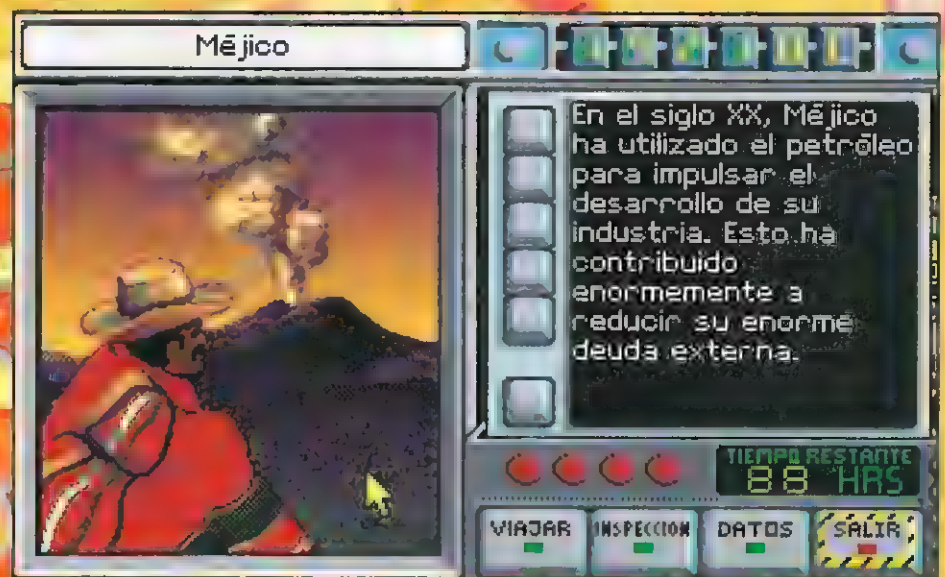 Méjico
En el siglo XX, Méjico
ha utilizado el petróleo
para impulsar el
desarrollo de su
industria. Esto ha
contribuido
enormemente a
reducir su enorme
deuda externa.
TIEMPO RESTANTE
88 HRS
VIAJAR
INSPECCION
DATOS
SALIR